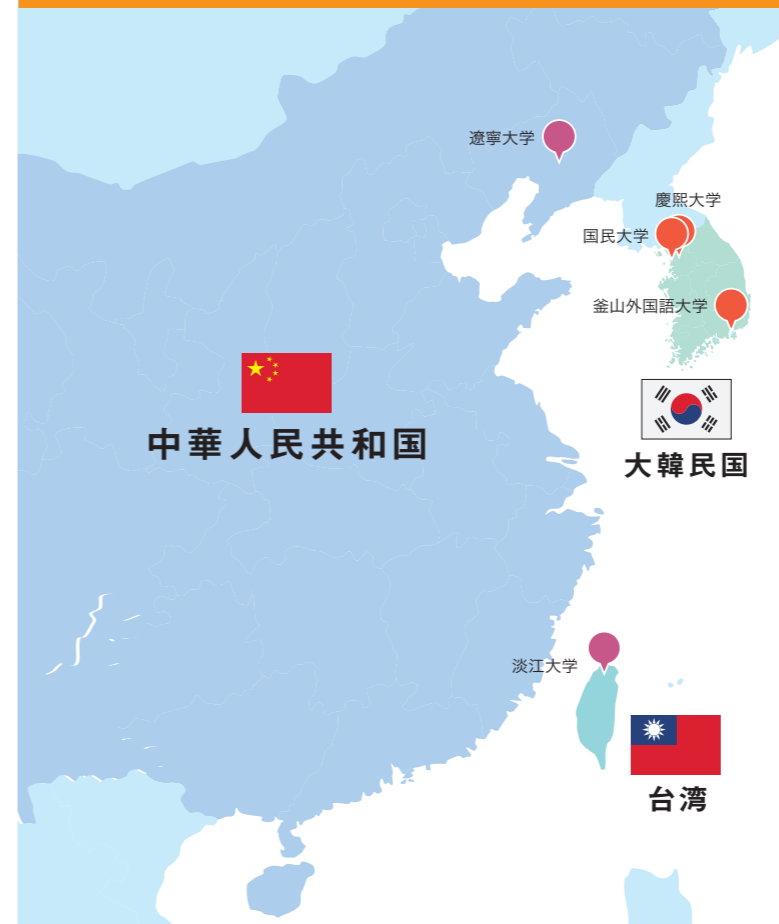 遼寧大学
慶熙大学
国民大学
釜山外国語大学
中華人民共和国
大韓民国
淡江大学
台湾